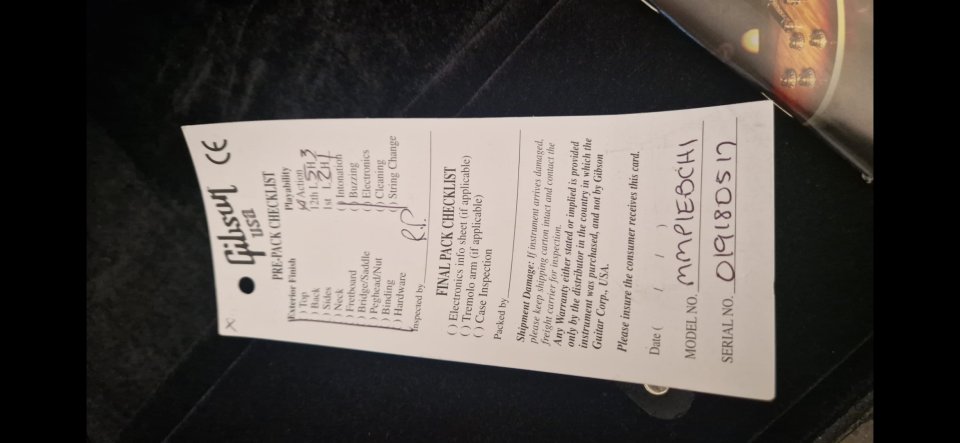 Gibson
USA
CE
PRE-PACK CHECKLIST
Exterior Finish
( ) Top
( ) Back
( ) Sides
( ) Neck
( ) Fretboard
( ) Bridge/Saddle
( ) Peghead/Nut
( ) Binding
( ) Hardware
Playability
Action
12th L 5 H 3
1st L 2 H 1
( ) Intonation
( ) Buzzing
( ) Electronics
( ) Cleaning
( ) String Change
Inspected by R.P.
FINAL PACK CHECKLIST
( ) Electronics info sheet (if applicable)
( ) Tremolo arm (if applicable)
( ) Case Inspection
Packed by
Shipment Damage: If instrument arrives damaged,
please keep shipping carton intact and contact the
freight carrier for inspection.
Any Warranty either stated or implied is provided
only by the distributor in the country in which the
instrument was purchased, and not by Gibson
Guitar Corp., USA.
Please insure the consumer receives this card.
Date ( / / )
MODEL NO. MMPLEBCHI
SERIAL NO. 019180517